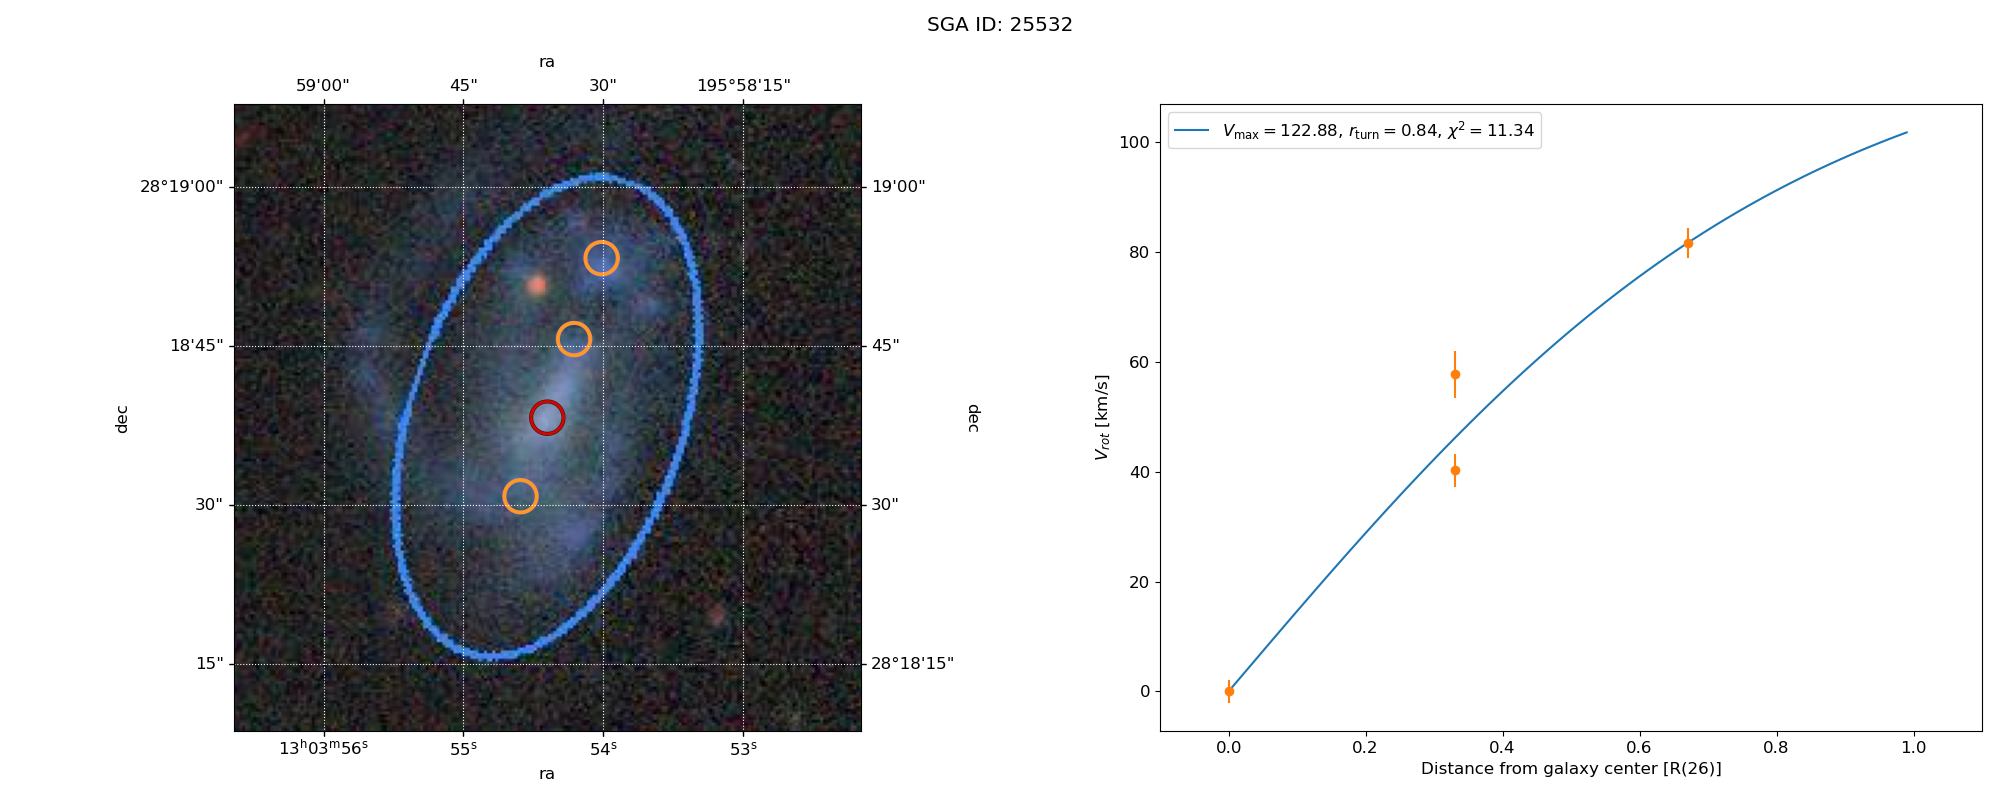 SGA ID: 25532
ra
59'00" 45" 30" 195°58'15"
28°19'00" 19'00"
18'45" 45"
dec dec
30" 30"
15" 28°18'15"
13ʰ03ᵐ56ˢ 55ˢ 54ˢ 53ˢ
ra
V_max = 122.88, r_turn = 0.84, χ² = 11.34
100
80
60
40
20
0
V_rot [km/s]
0.0 0.2 0.4 0.6 0.8 1.0
Distance from galaxy center [R(26)]